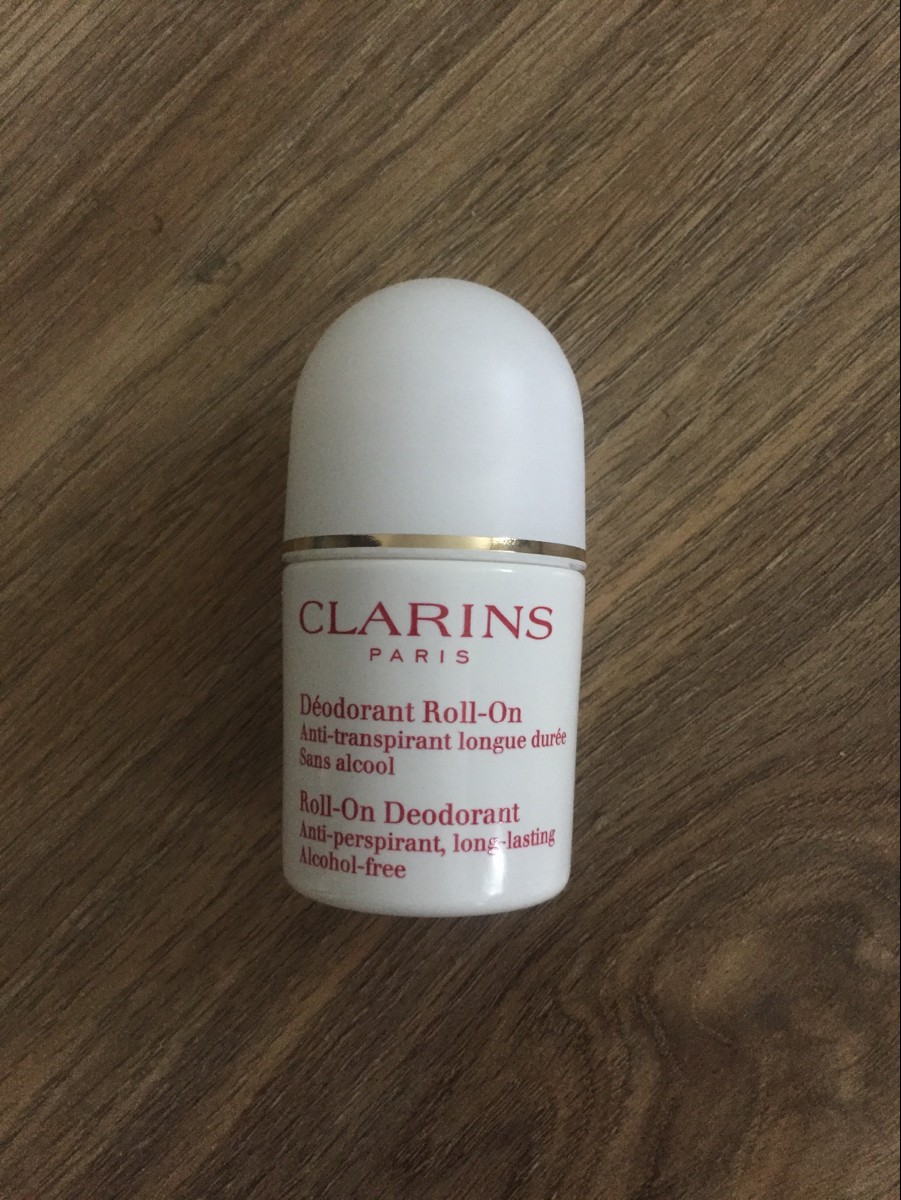 CLARINS
PARIS
Déodorant Roll-On
Anti-transpirant longue durée
Sans alcool
Roll-On Deodorant
Anti-perspirant, long-lasting
Alcohol-free